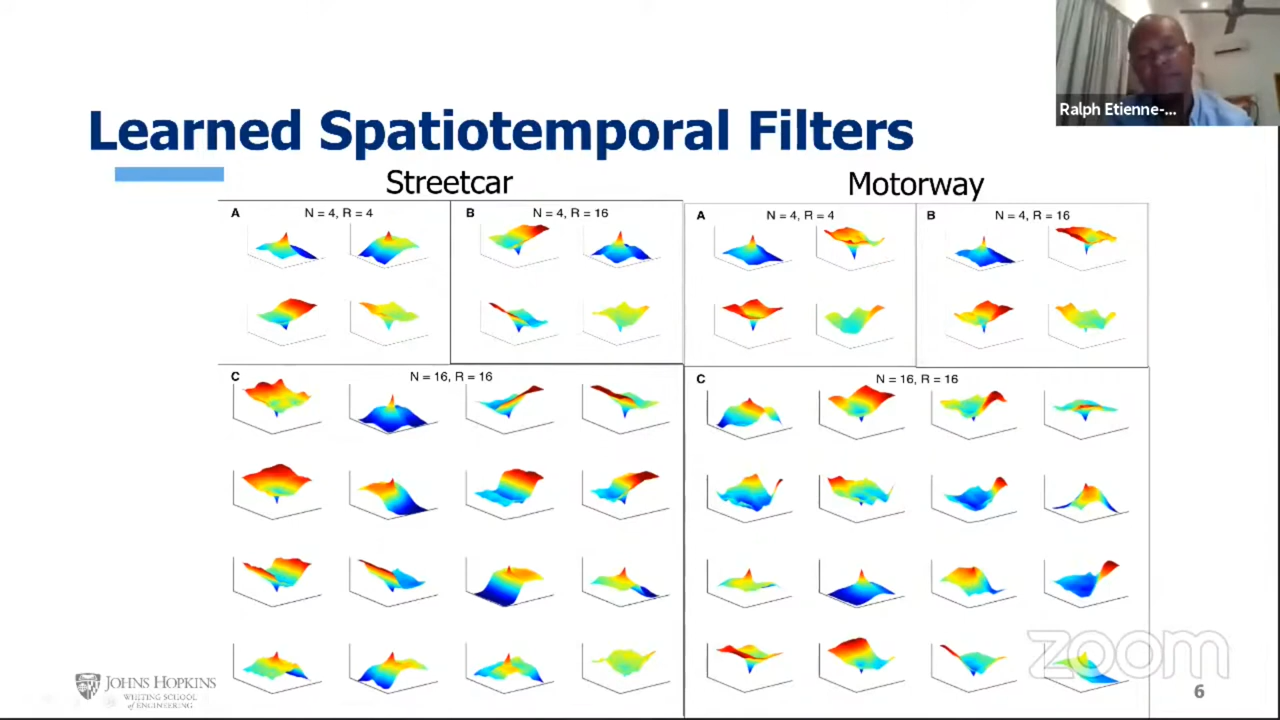 Ralph Etienne-...
Learned Spatiotemporal Filters
Streetcar
Motorway
A
N = 4, R = 4
B
N = 4, R = 16
A
N = 4, R = 4
B
N = 4, R = 16
C
N = 16, R = 16
C
N = 16, R = 16
JOHNS HOPKINS
WHITING SCHOOL
of ENGINEERING
zoom
6